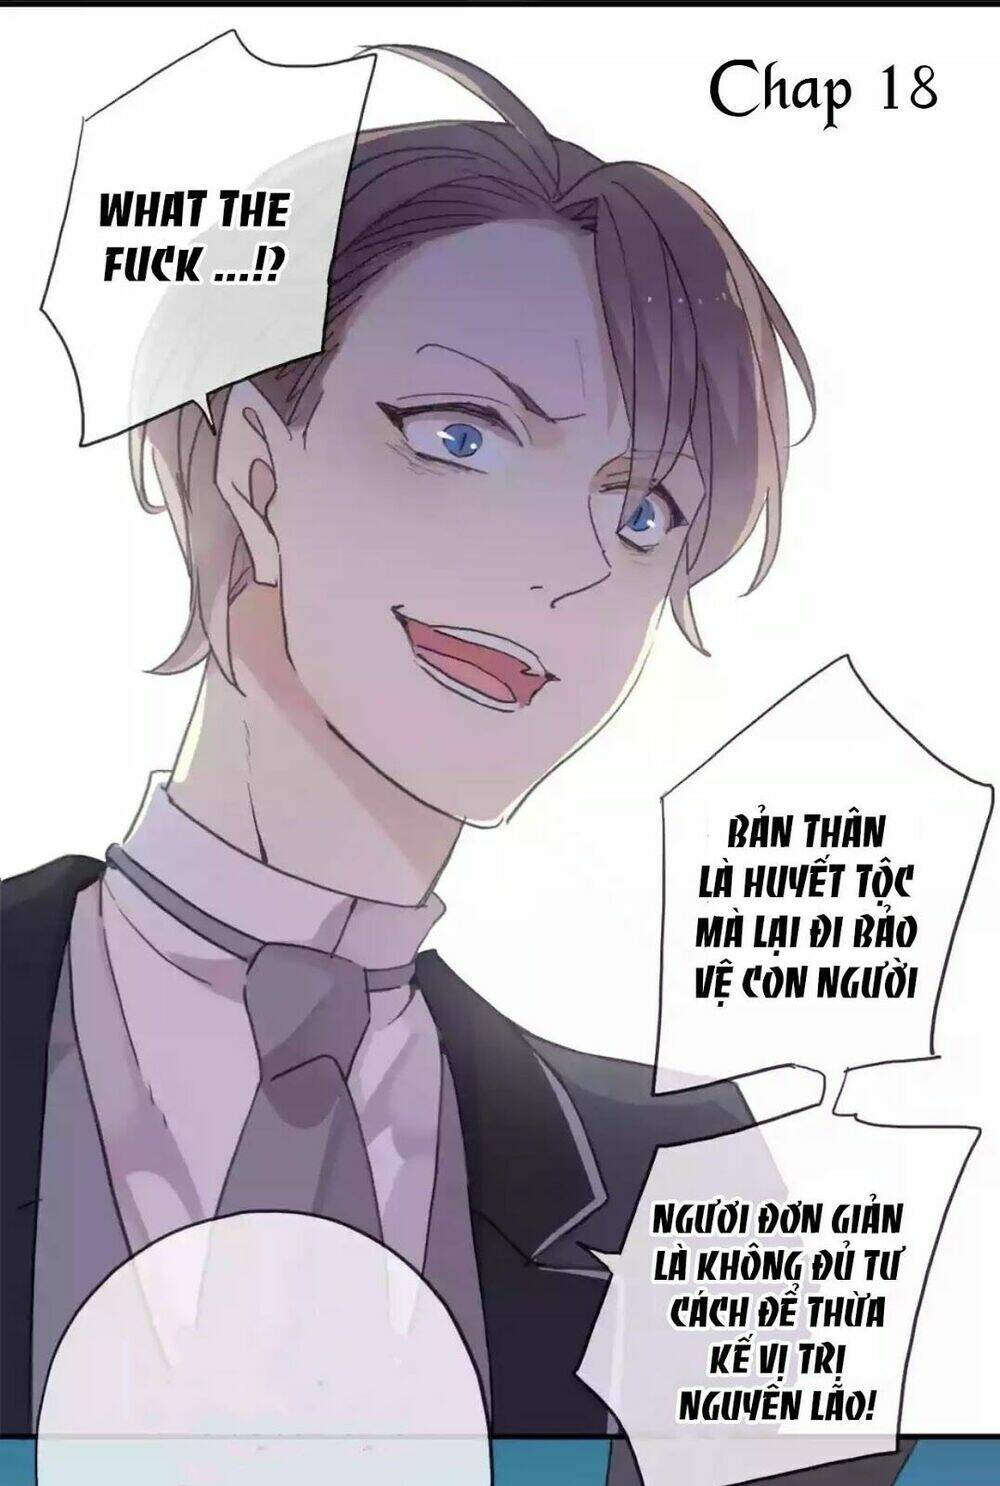 Chap 18
WHAT THE
FUCK ...!?
BẢN THÂN
LÀ HUYẾT TỘC
MÀ LẠI ĐI BẢO
VỆ CON NGƯỜI
NGƯƠI ĐƠN GIẢN
LÀ KHÔNG ĐỦ TƯ
CÁCH ĐỂ THỪA
KẾ VỊ TRỊ
NGUYÊN LÃO!